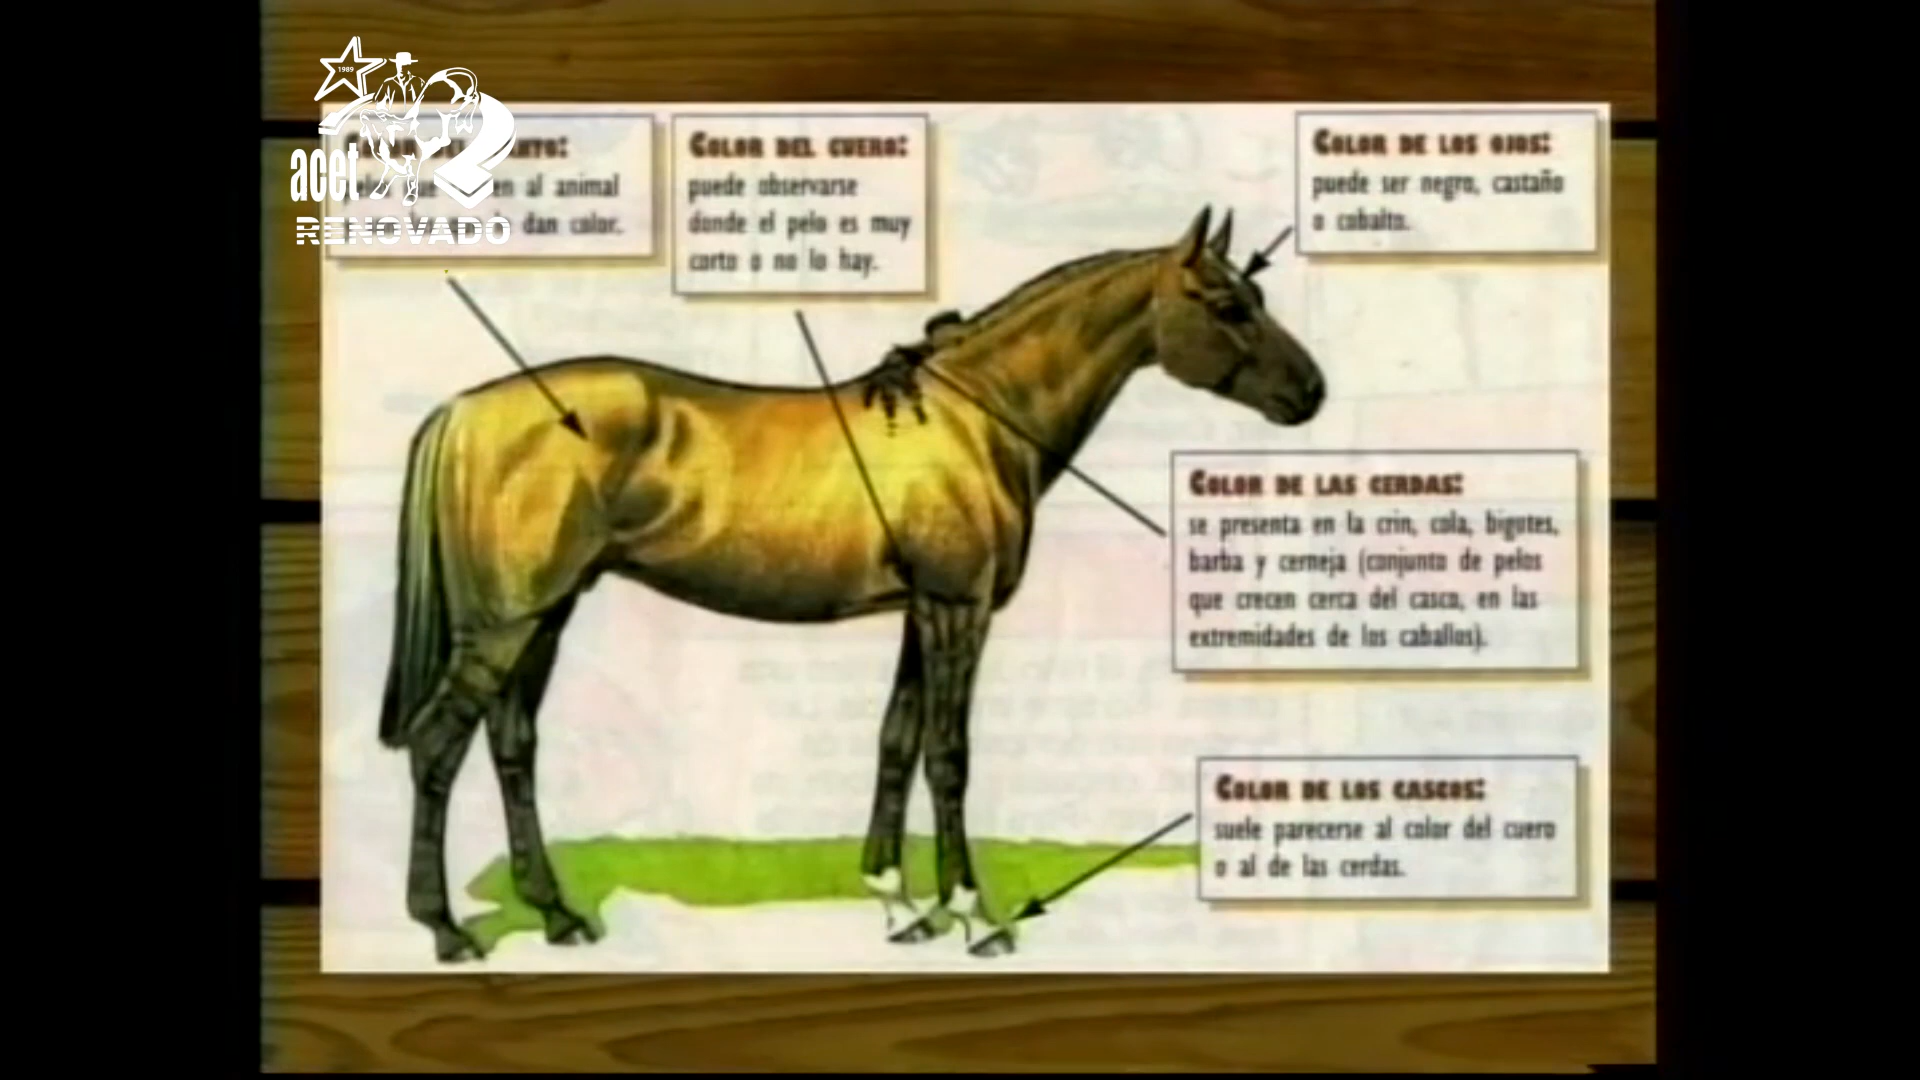 1989
acet
RENOVADO
en al animal
dan color.
COLOR DEL CUERO:
puede observarse
donde el pelo es muy
corto o no lo hay.
COLOR DE LOS OJOS:
puede ser negro, castaño
o cobalto.
COLOR DE LAS CERDAS:
se presenta en la crin, cola, bigotes,
barba y cerneja (conjunto de pelos
que crecen cerca del casco, en las
extremidades de los caballos).
COLOR DE LOS CASCOS:
suele parecerse al color del cuero
o al de las cerdas.